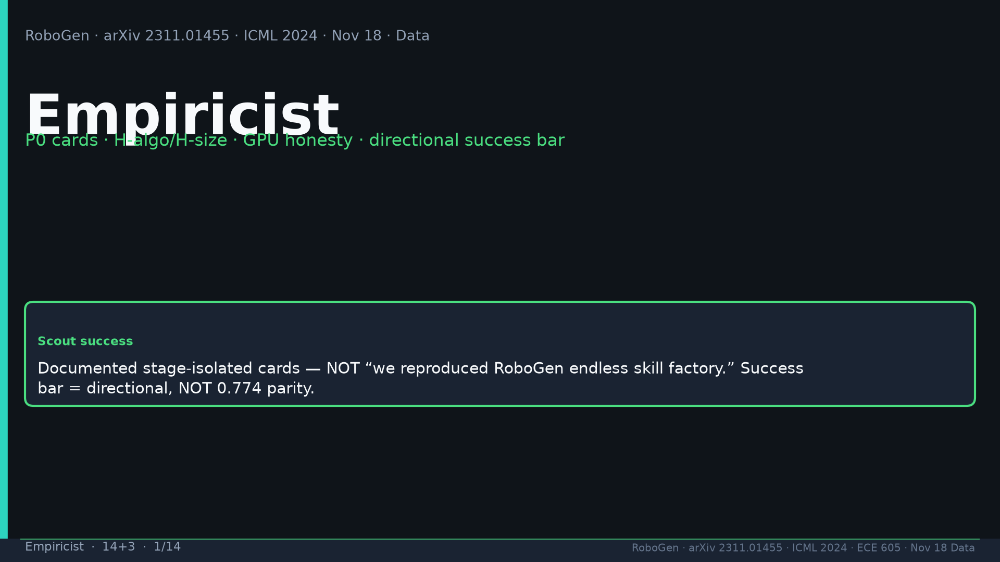 RoboGen · arXiv 2311.01455 · ICML 2024 · Nov 18 · Data
Empiricist
P0 cards · H-algo/H-size · GPU honesty · directional success bar
Scout success
Documented stage-isolated cards — NOT “we reproduced RoboGen endless skill factory.” Success
bar = directional, NOT 0.774 parity.
Empiricist · 14+3 · 1/14
RoboGen · arXiv 2311.01455 · ICML 2024 · ECE 605 · Nov 18 Data